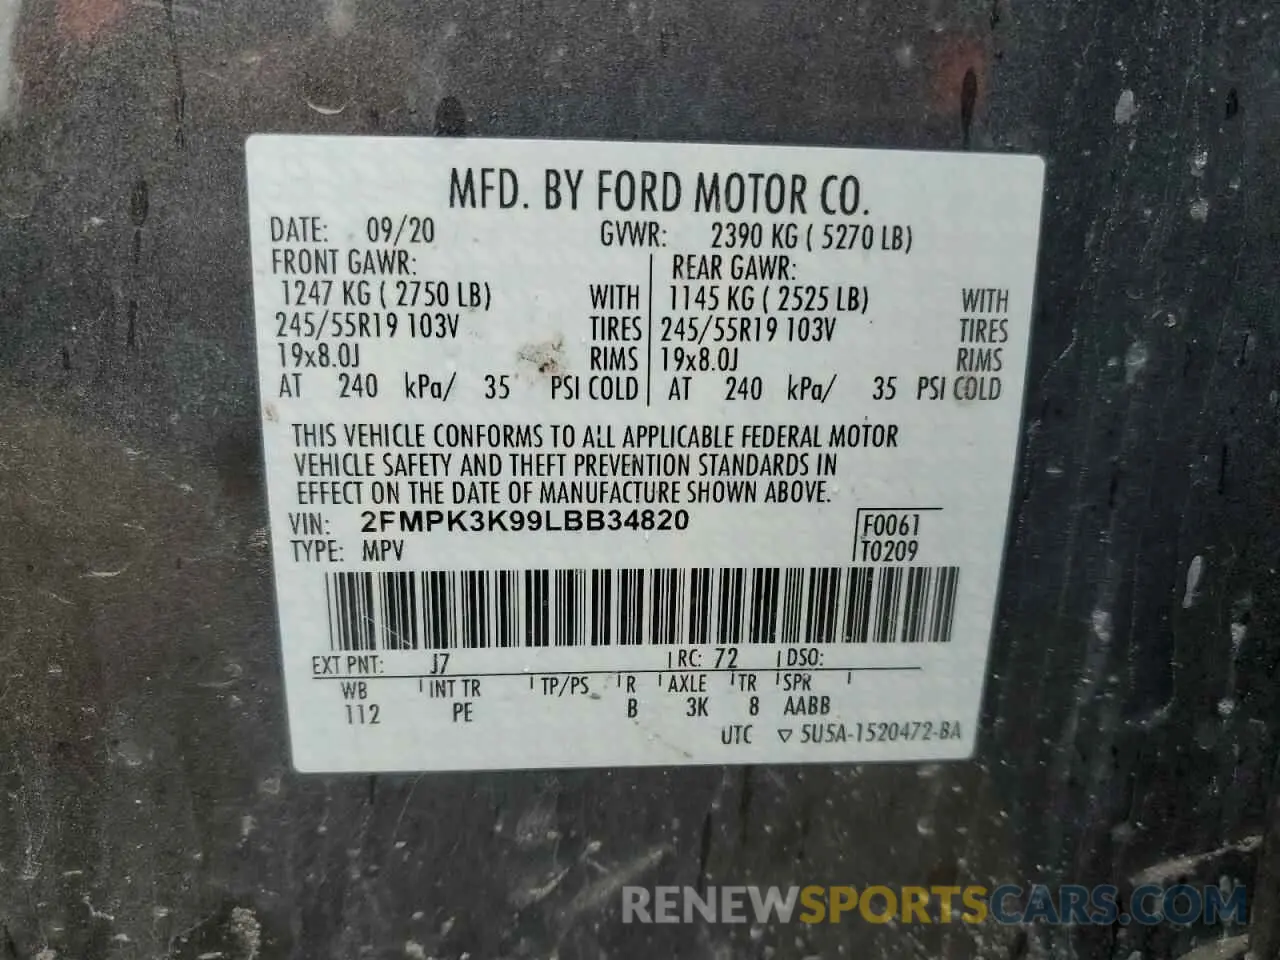 MFD. BY FORD MOTOR CO.
DATE: 09/20 GVWR: 2390 KG ( 5270 LB)
FRONT GAWR: REAR GAWR:
1247 KG ( 2750 LB) WITH 1145 KG ( 2525 LB) WITH
245/55R19 103V TIRES 245/55R19 103V TIRES
19x8.0J RIMS 19x8.0J RIMS
AT 240 kPa/ 35 PSI COLD AT 240 kPa/ 35 PSI COLD
THIS VEHICLE CONFORMS TO ALL APPLICABLE FEDERAL MOTOR
VEHICLE SAFETY AND THEFT PREVENTION STANDARDS IN
EFFECT ON THE DATE OF MANUFACTURE SHOWN ABOVE.
VIN: 2FMPK3K99LBB34820 F0061
TYPE: MPV T0209
EXT PNT: J7 RC: 72 DSO:
WB INT TR TP/PS R AXLE TR SPR
112 PE B 3K 8 AABB
UTC ▽ 5U5A-1520472-BA
RENEWSPORTSCARS.COM